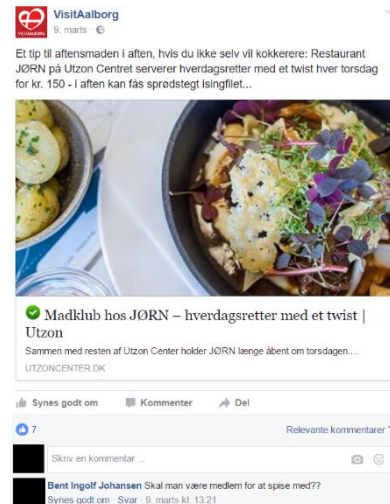 VisitAalborg
VISITAALBORG
9. marts
Et tip til aftensmaden i aften, hvis du ikke selv vil kokkerere: Restaurant
JØRN på Utzon Centret serverer hverdagsretter med et twist hver torsdag
for kr. 150 - i aften kan fås sprødstegt isingfilet...
Madklub hos JØRN – hverdagsretter med et twist |
Utzon
Sammen med resten af Utzon Center holder JØRN længe åbent om torsdagen....
UTZONCENTER.DK
Synes godt om Kommenter Del
7 Relevante kommentarer
Skriv en kommentar ...
Bent Ingolf Johansen Skal man være medlem for at spise med??
Synes godt om · Svar · 9. marts kl. 13:21